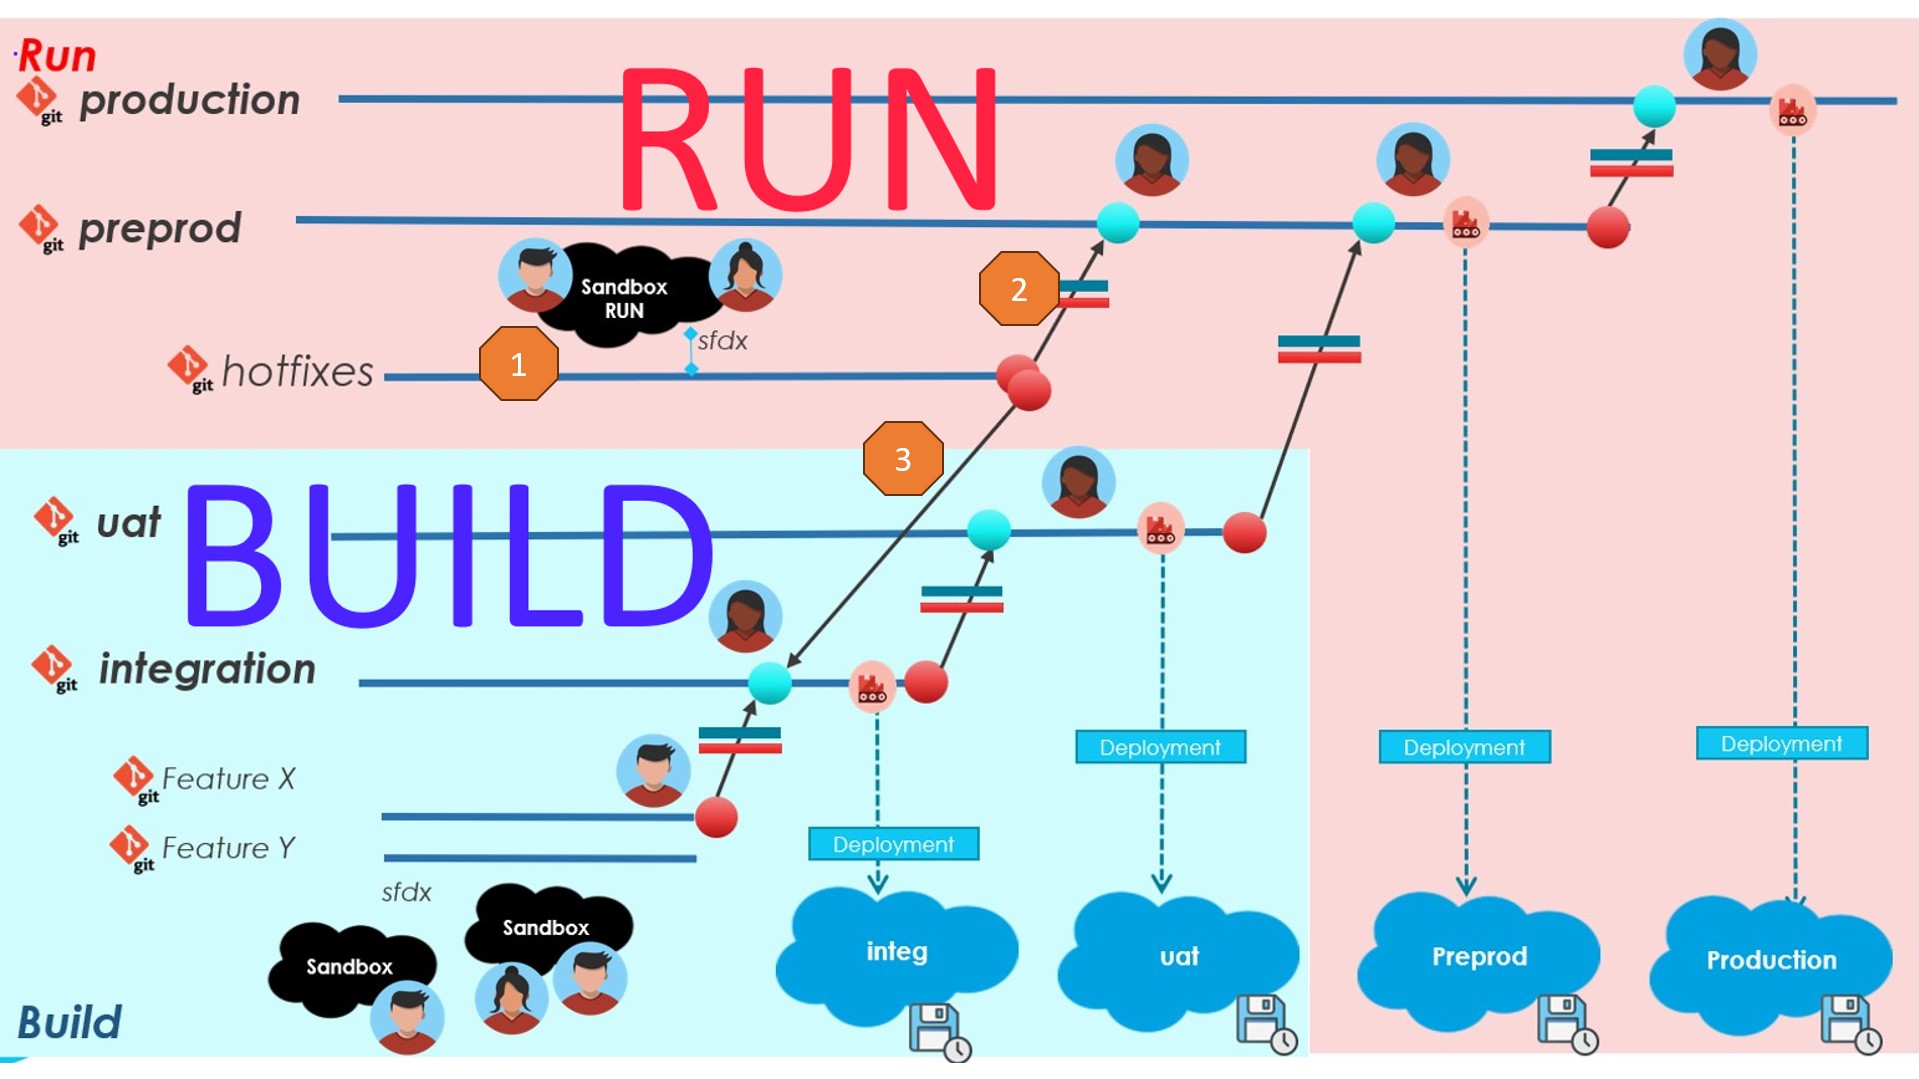 Run
git production
RUN
git preprod
Sandbox
RUN
2
sfdx
1
git hotfixes
3
git uat
BUILD
git integration
git Feature X
git Feature Y
Deployment
Deployment
Deployment
Deployment
sfdx
Sandbox
Sandbox
integ
uat
Preprod
Production
Build